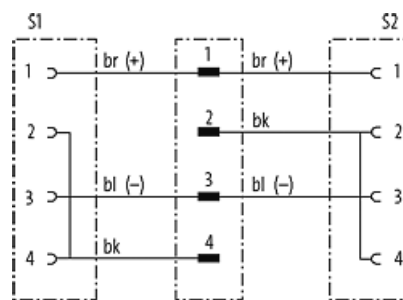 S1 S2
1 br (+) 1 br (+) 1
2 2 bk 2
3 bl (–) 3 bl (–) 3
4 bk 4 4